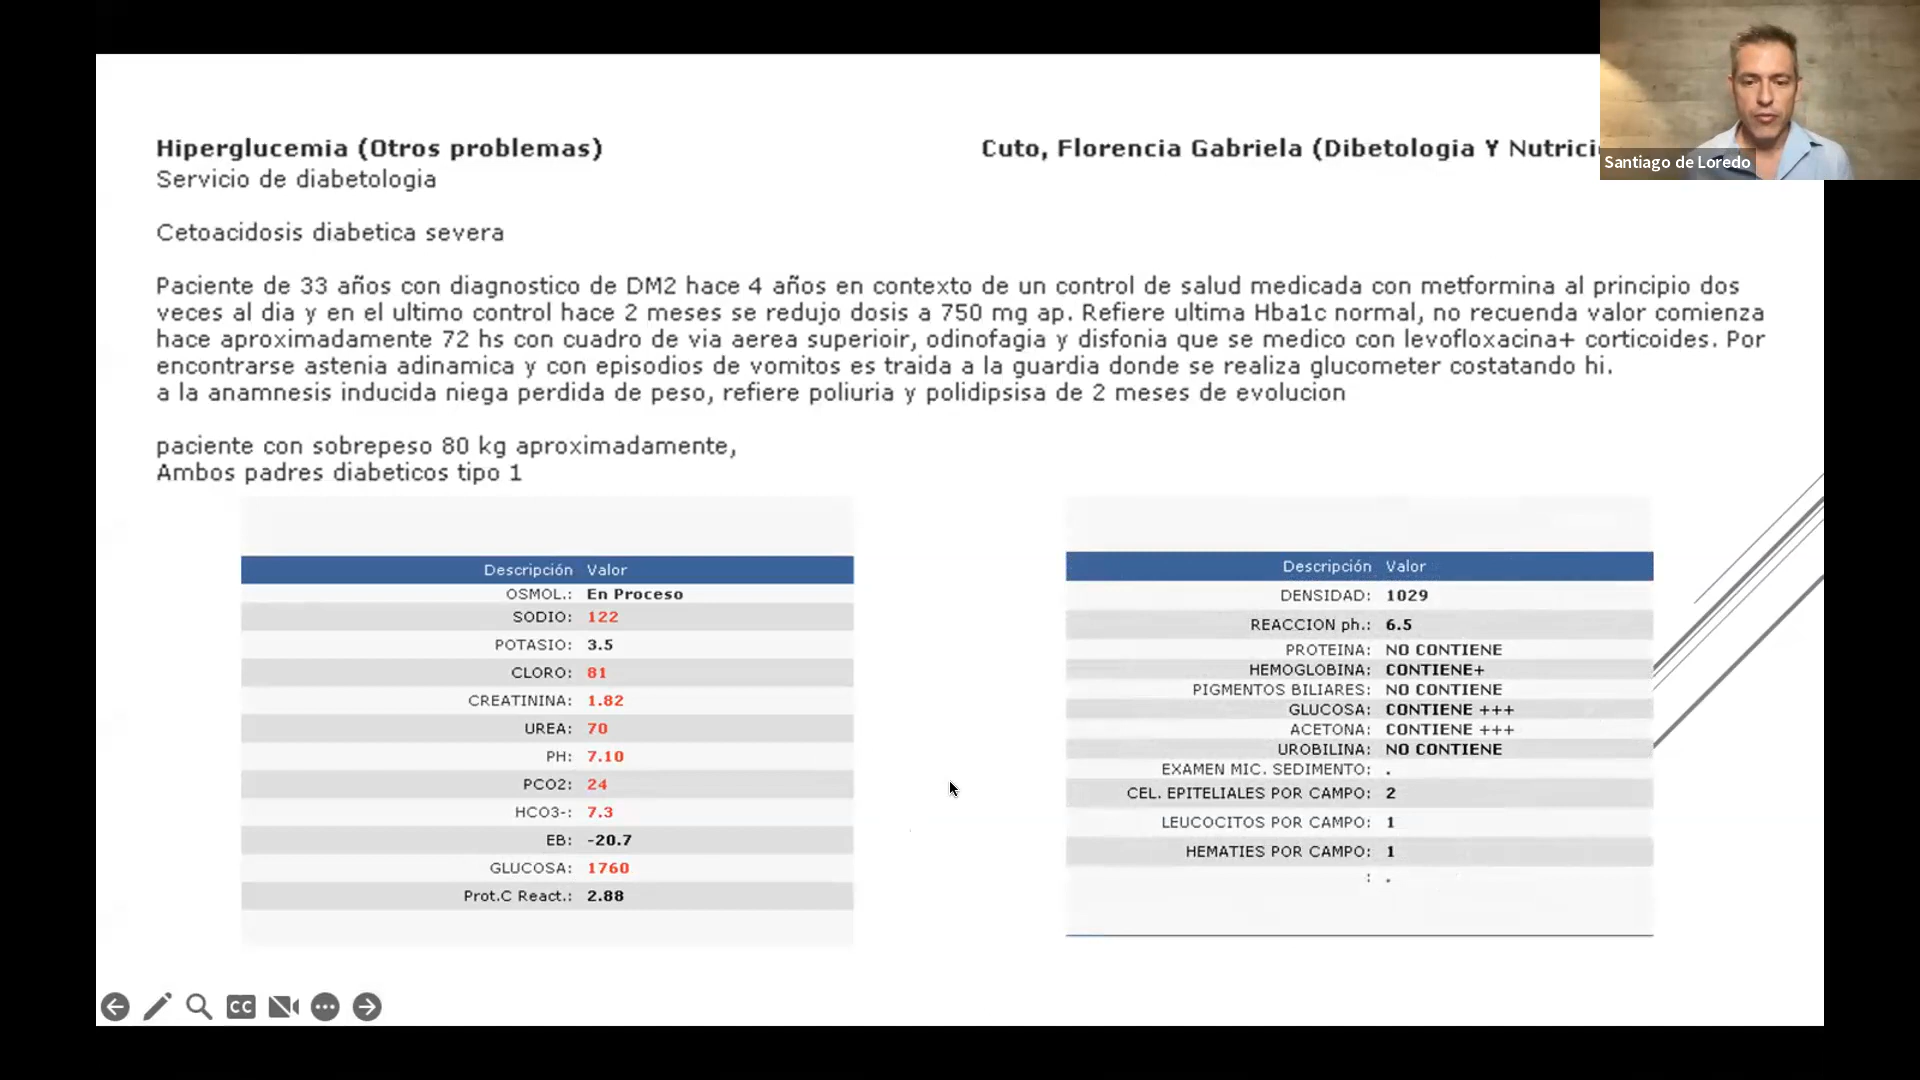 Hiperglucemia (Otros problemas)
Cuto, Florencia Gabriela (Dibetologia Y
Servicio de diabetologia
Santiago de Loredo
Cetoacidosis diabetica severa
Paciente de 33 años con diagnostico de DM2 hace 4 años en contexto de un control de salud medicada con metformina al principio dos
veces al dia y en el ultimo control hace 2 meses se redujo dosis a 750 mg ap. Refiere ultima Hba1c normal, no recuenda valor comienza
hace aproximadamente 72 hs con cuadro de via aerea superioir, odinofagia y disfonia que se medico con levofloxacina+ corticoides. Por
encontrarse astenia adinamica y con episodios de vomitos es traida a la guardia donde se realiza glucometer costatando hi.
a la anamnesis inducida niega perdida de peso, refiere poliuria y polidipsisa de 2 meses de evolucion
paciente con sobrepeso 80 kg aproximadamente,
Ambos padres diabeticos tipo 1
Descripción Valor
OSMOL.: En Proceso
SODIO: 122
POTASIO: 3.5
CLORO: 81
CREATININA: 1.82
UREA: 70
PH: 7.10
PCO2: 24
HCO3-: 7.3
EB: -20.7
GLUCOSA: 1760
Prot.C React.: 2.88
Descripción Valor
DENSIDAD: 1029
REACCION ph.: 6.5
PROTEINA: NO CONTIENE
HEMOGLOBINA: CONTIENE+
PIGMENTOS BILIARES: NO CONTIENE
GLUCOSA: CONTIENE +++
ACETONA: CONTIENE +++
UROBILINA: NO CONTIENE
EXAMEN MIC. SEDIMENTO: .
CEL. EPITELIALES POR CAMPO: 2
LEUCOCITOS POR CAMPO: 1
HEMATIES POR CAMPO: 1
: .
CC